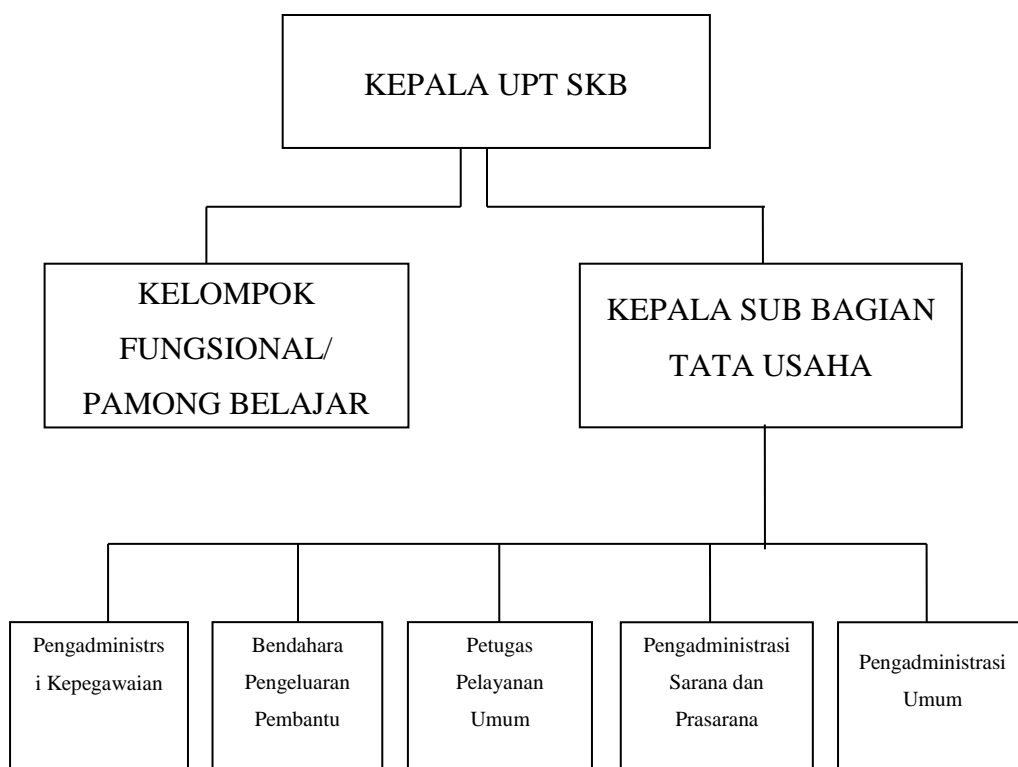 KEPALA UPT SKB
KELOMPOK
FUNGSIONAL/
PAMONG BELAJAR
KEPALA SUB BAGIAN
TATA USAHA
Pengadministrs
i Kepegawaian
Bendahara
Pengeluaran
Pembantu
Petugas
Pelayanan
Umum
Pengadministrasi
Sarana dan
Prasarana
Pengadministrasi
Umum